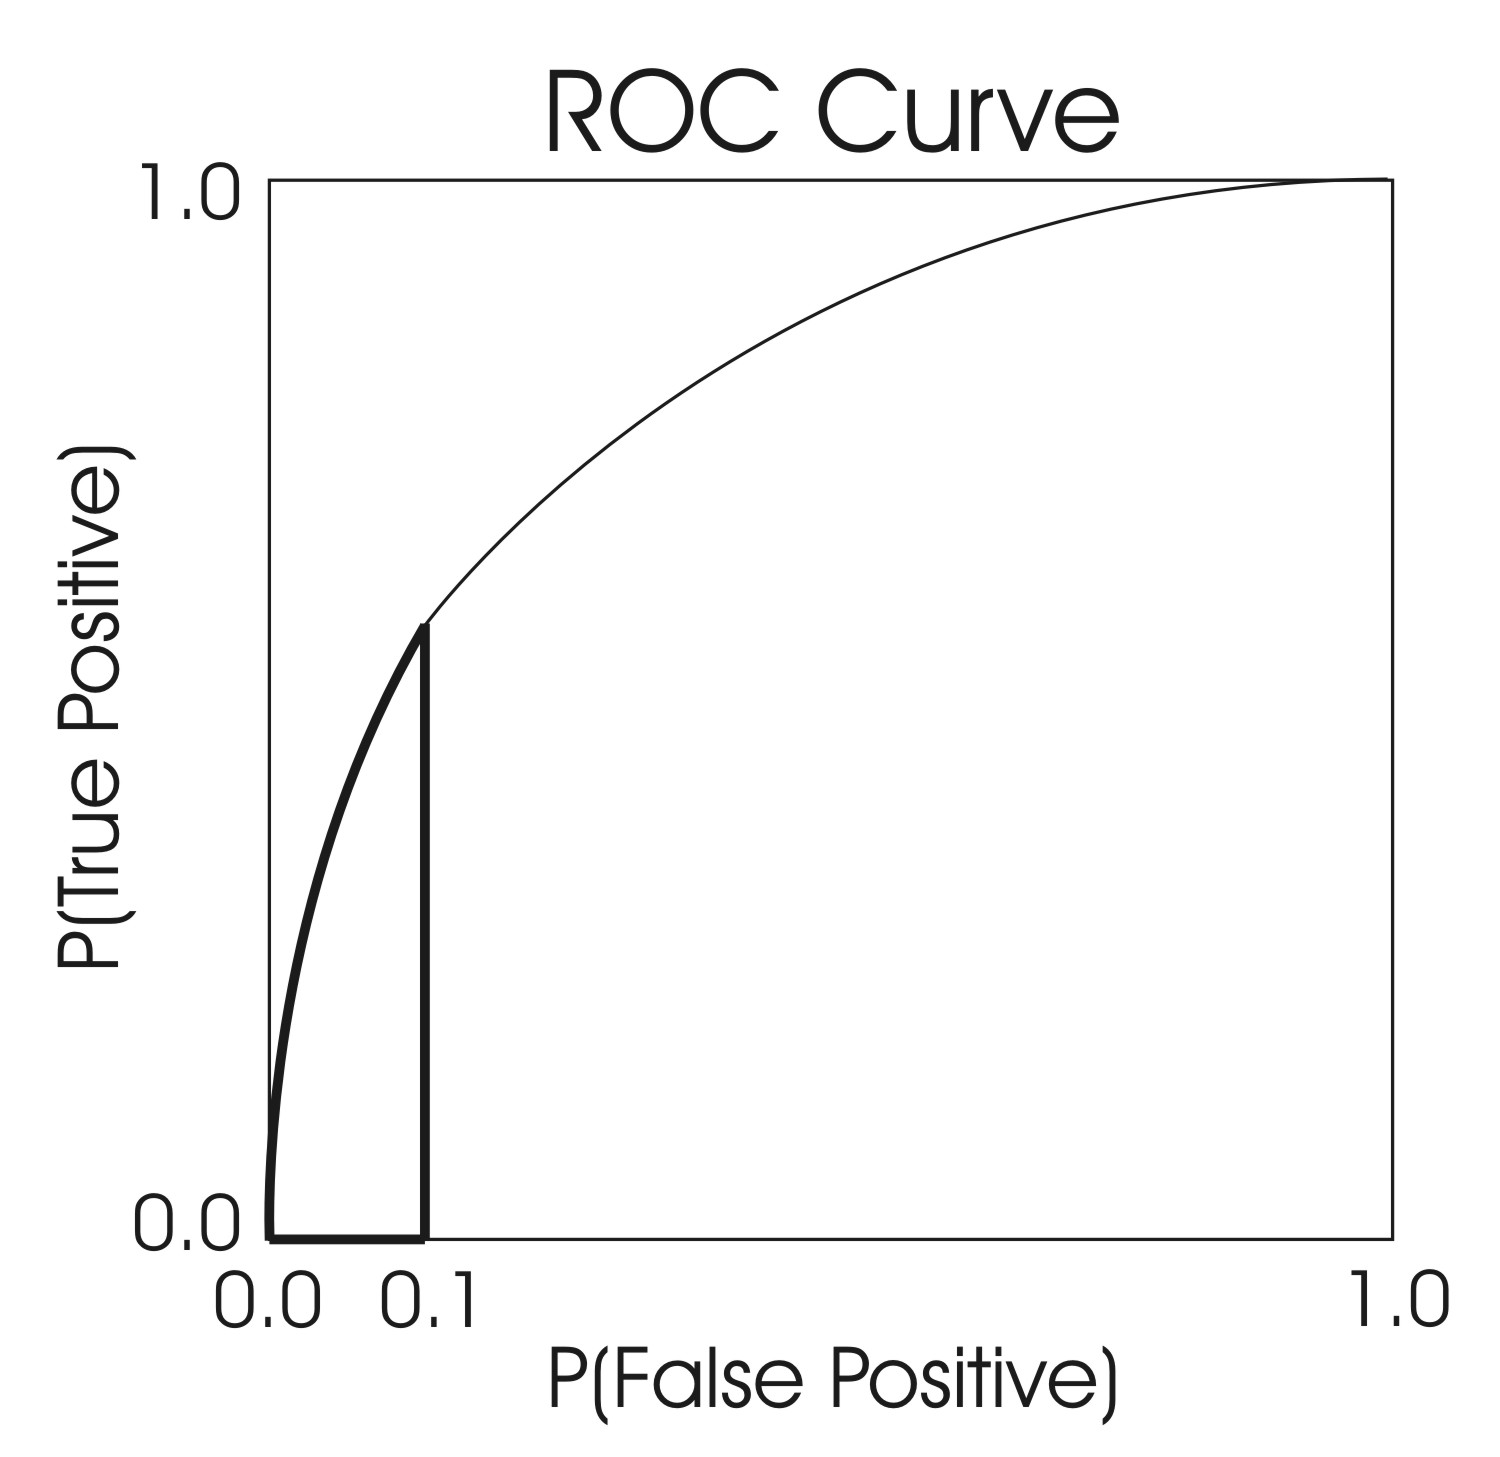 ROC Curve
1.0
P(True Positive)
0.0
0.0 0.1 1.0
P(False Positive)